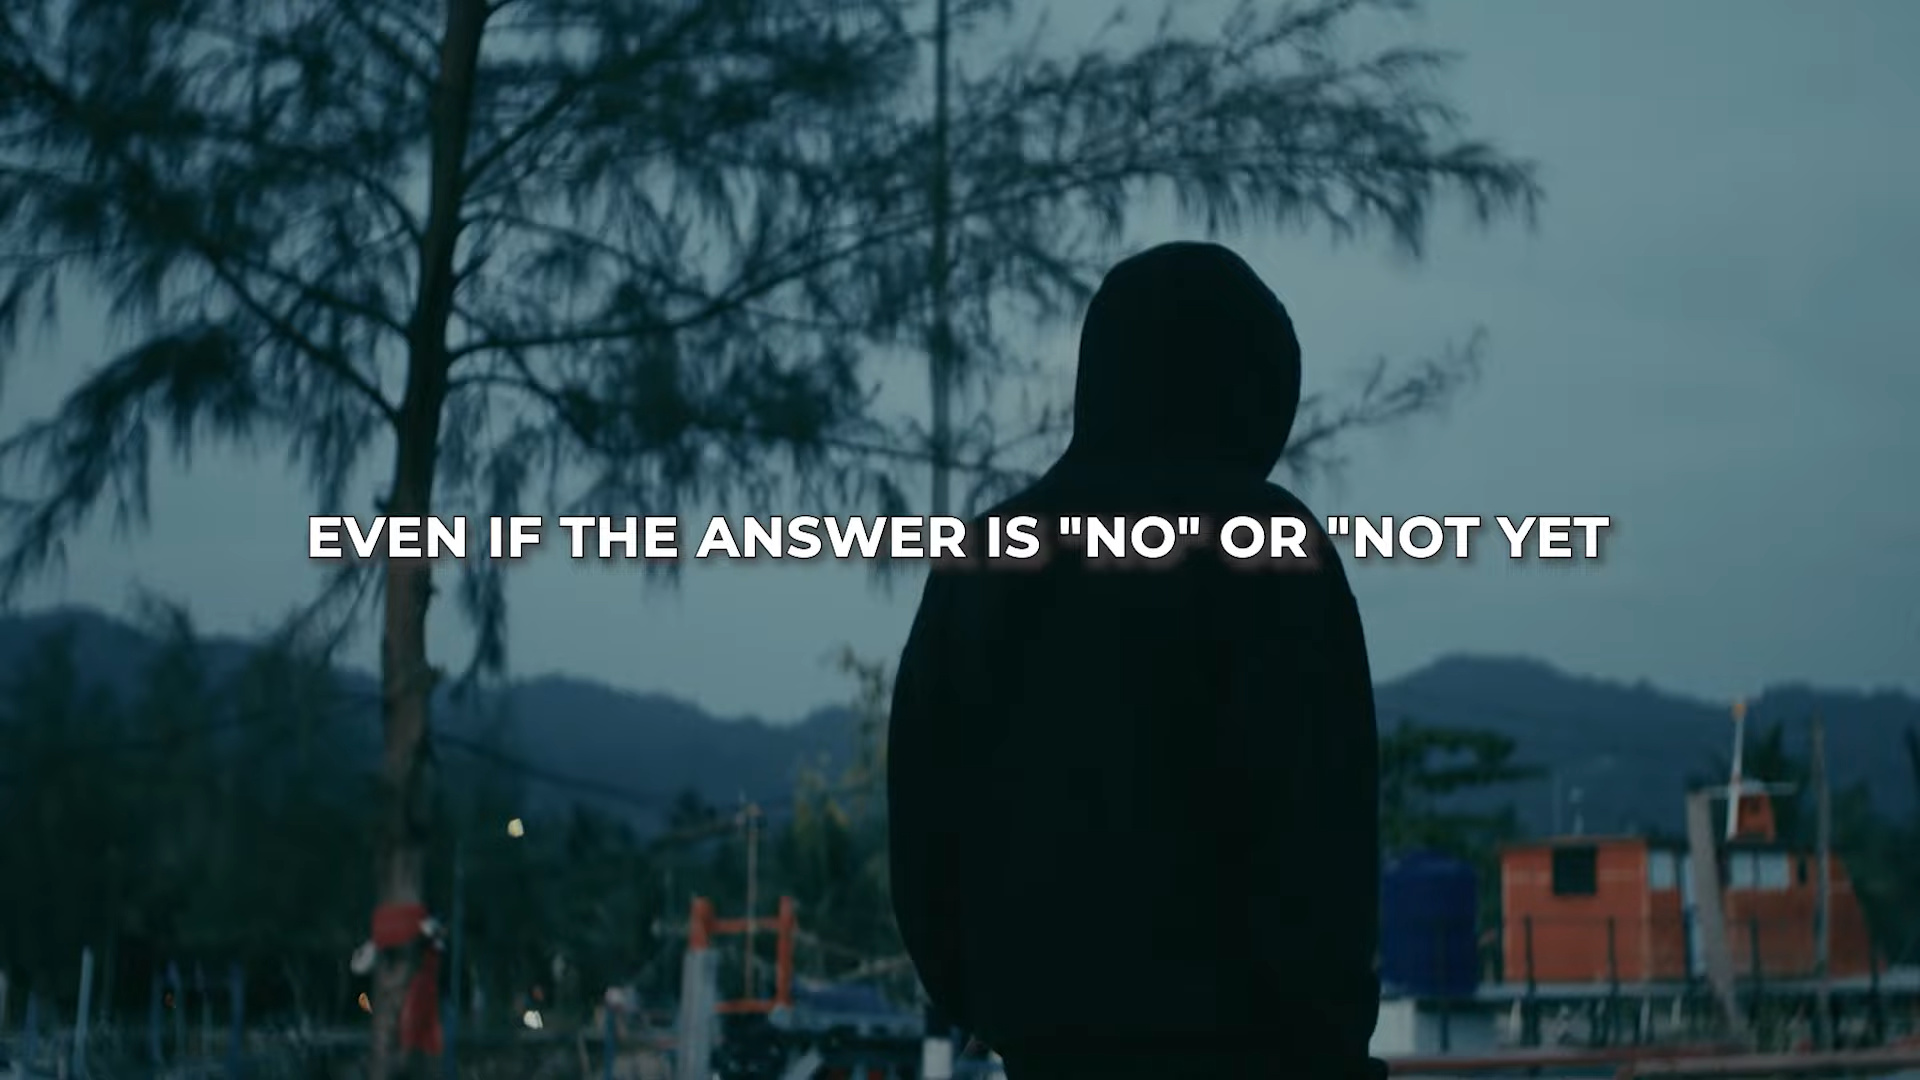 EVEN IF THE ANSWER IS "NO" OR "NOT YET